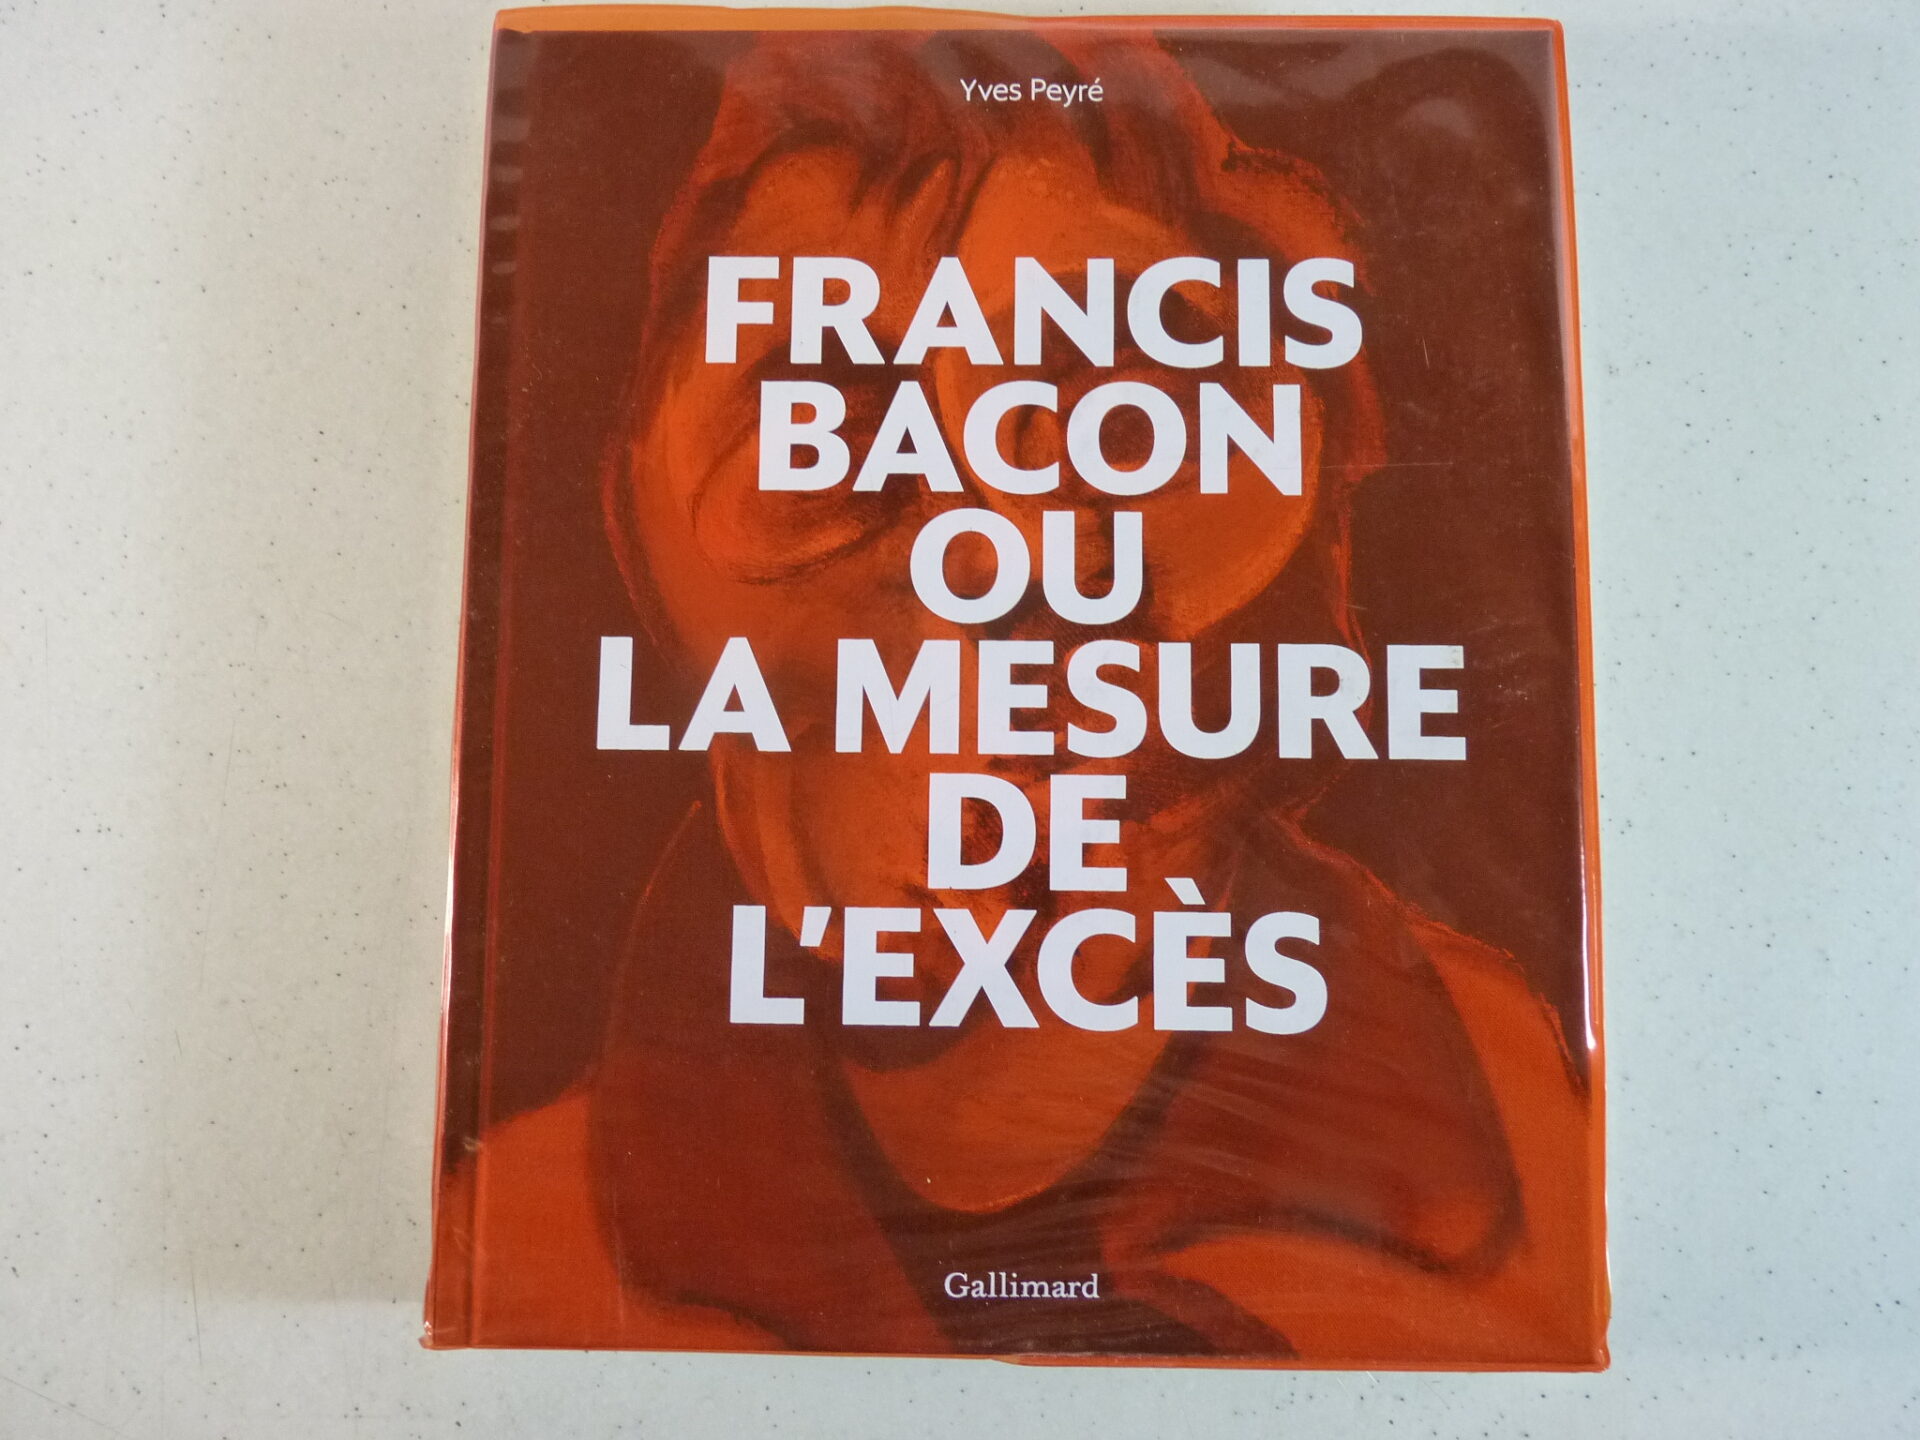 Yves Peyré
FRANCIS
BACON
OU
LA MESURE
DE
L’EXCÈS
Gallimard